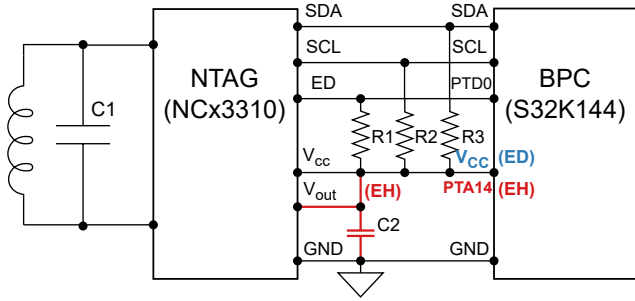 SDA
SDA
SCL
SCL
C1
NTAG
(NCx3310)
ED
PTD0
BPC
(S32K144)
R1
R2
R3
Vcc
VCC (ED)
PTA14 (EH)
Vout
(EH)
C2
GND
GND